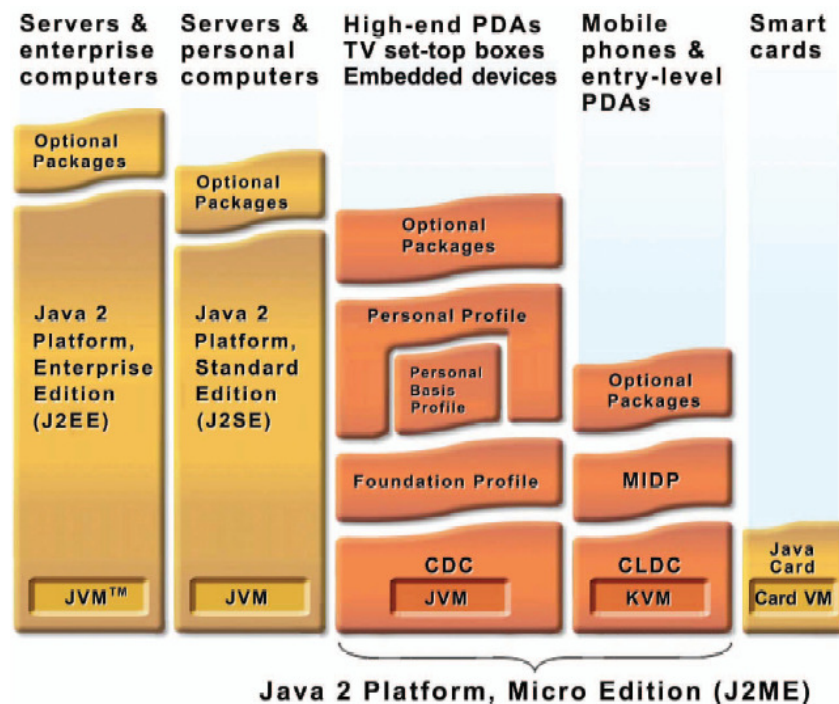 Servers &
enterprise
computers
Servers &
personal
computers
High-end PDAs
TV set-top boxes
Embedded devices
Mobile
phones &
entry-level
PDAs
Smart
cards
Optional
Packages
Java 2
Platform,
Enterprise
Edition
(J2EE)
JVM™
Optional
Packages
Java 2
Platform,
Standard
Edition
(J2SE)
JVM
Optional
Packages
Personal Profile
Personal
Basis
Profile
Foundation Profile
CDC
JVM
Optional
Packages
MIDP
CLDC
KVM
Java
Card
Card VM
Java 2 Platform, Micro Edition (J2ME)